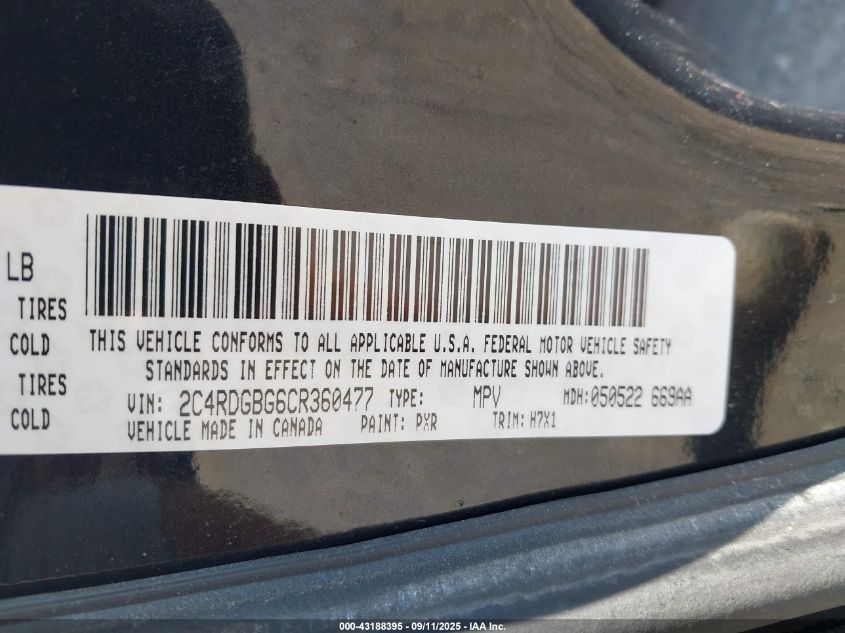 LB
TIRES
COLD
TIRES
COLD
THIS VEHICLE CONFORMS TO ALL APPLICABLE U.S.A. FEDERAL MOTOR VEHICLE SAFETY
STANDARDS IN EFFECT ON THE DATE OF MANUFACTURE SHOWN ABOVE.
VIN: 2C4RDGBG6CR360477 TYPE: MPV MDH:050522 669AA
VEHICLE MADE IN CANADA PAINT: PXR TRIM: H7X1
000-43188395 - 09/11/2025 - IAA Inc.